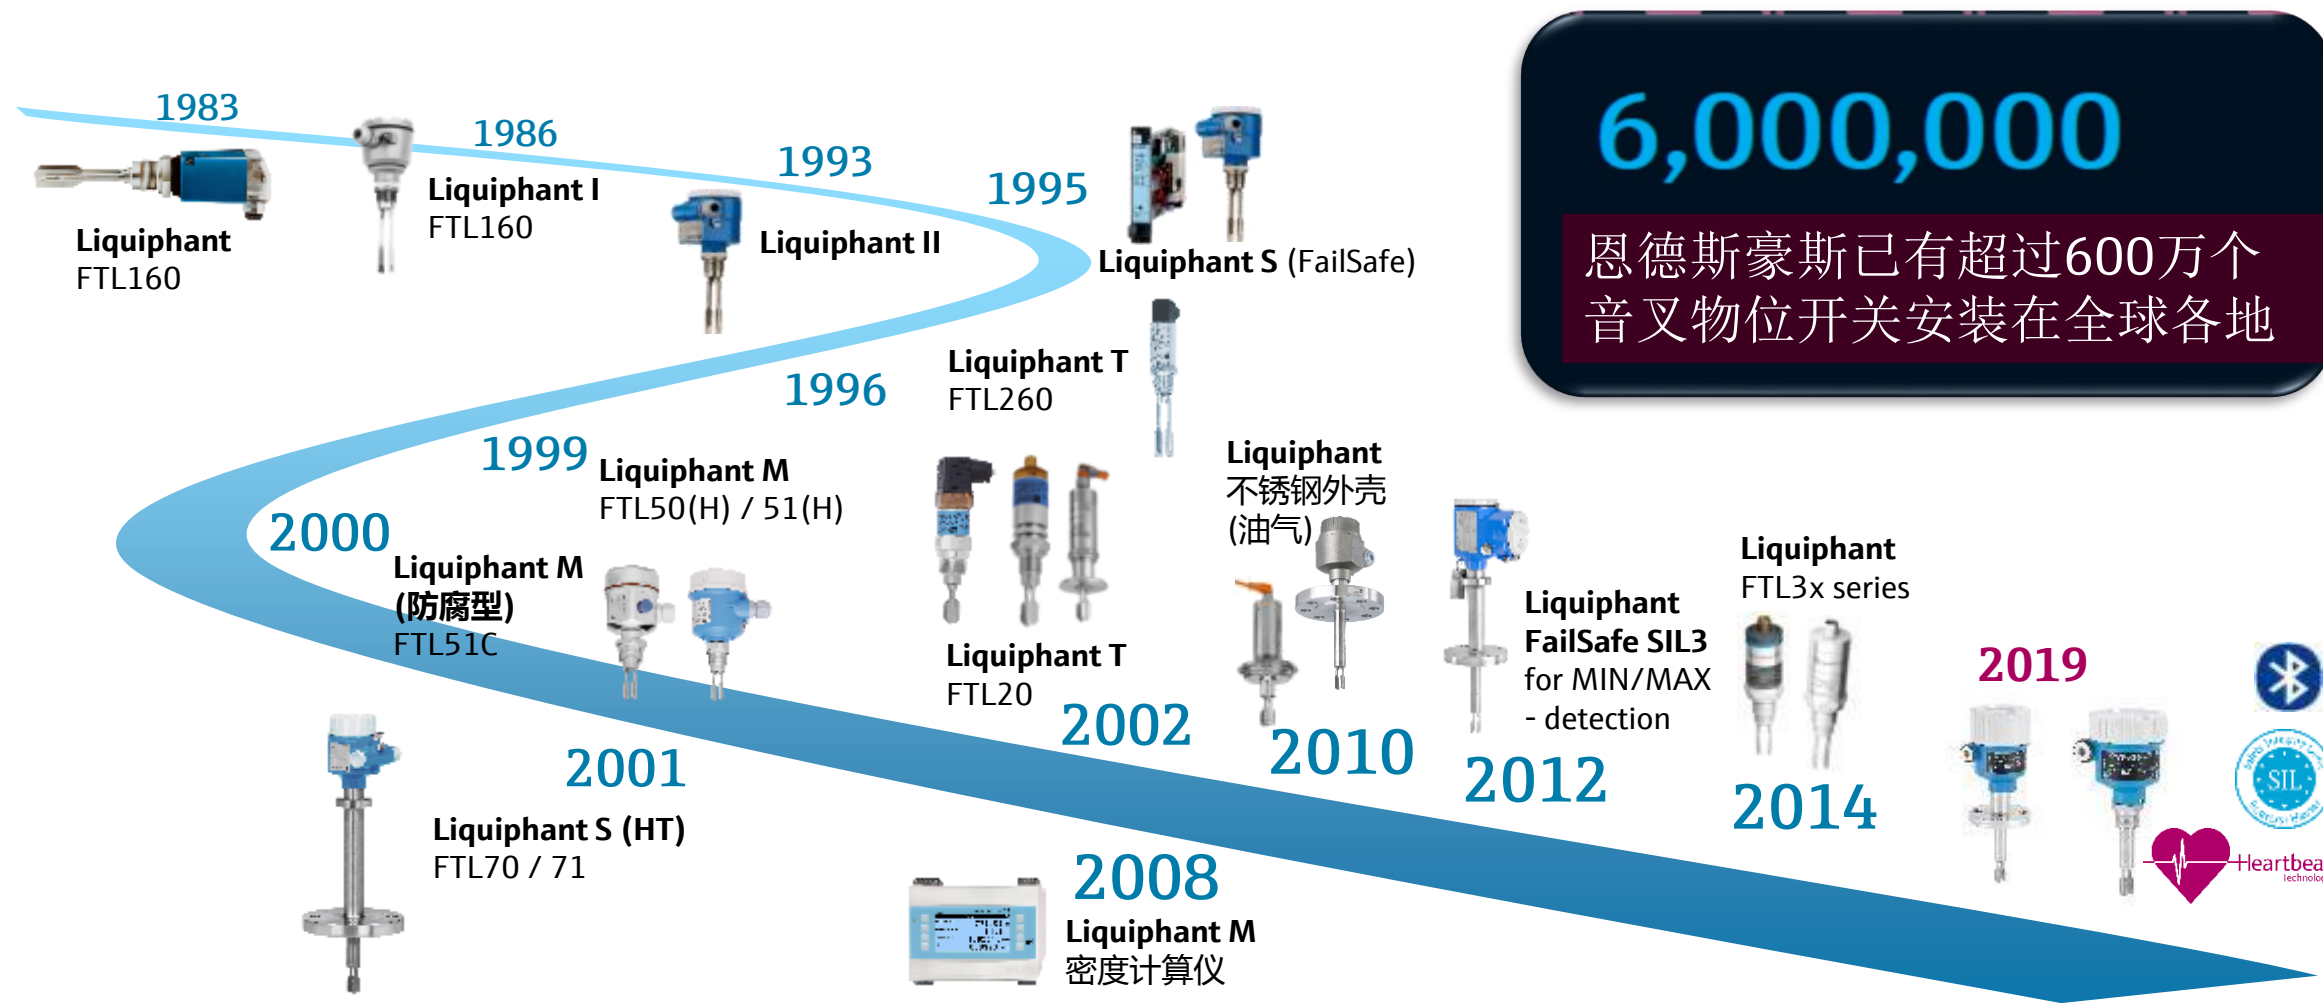 1983
Liquiphant
FTL160
1986
Liquiphant I
FTL160
1993
Liquiphant II
1995
Liquiphant S (FailSafe)
6,000,000
恩德斯豪斯已有超过600万个
音叉物位开关安装在全球各地
1996
Liquiphant T
FTL260
1999
Liquiphant M
FTL50(H) / 51(H)
2000
Liquiphant M
(防腐型)
FTL51C
2001
Liquiphant S (HT)
FTL70 / 71
Liquiphant T
FTL20
2002
2008
Liquiphant M
密度计算仪
Liquiphant
不锈钢外壳
(油气)
2010
Liquiphant
FailSafe SIL3
for MIN/MAX
- detection
2012
Liquiphant
FTL3x series
2014
2019
SIL
Heartbea